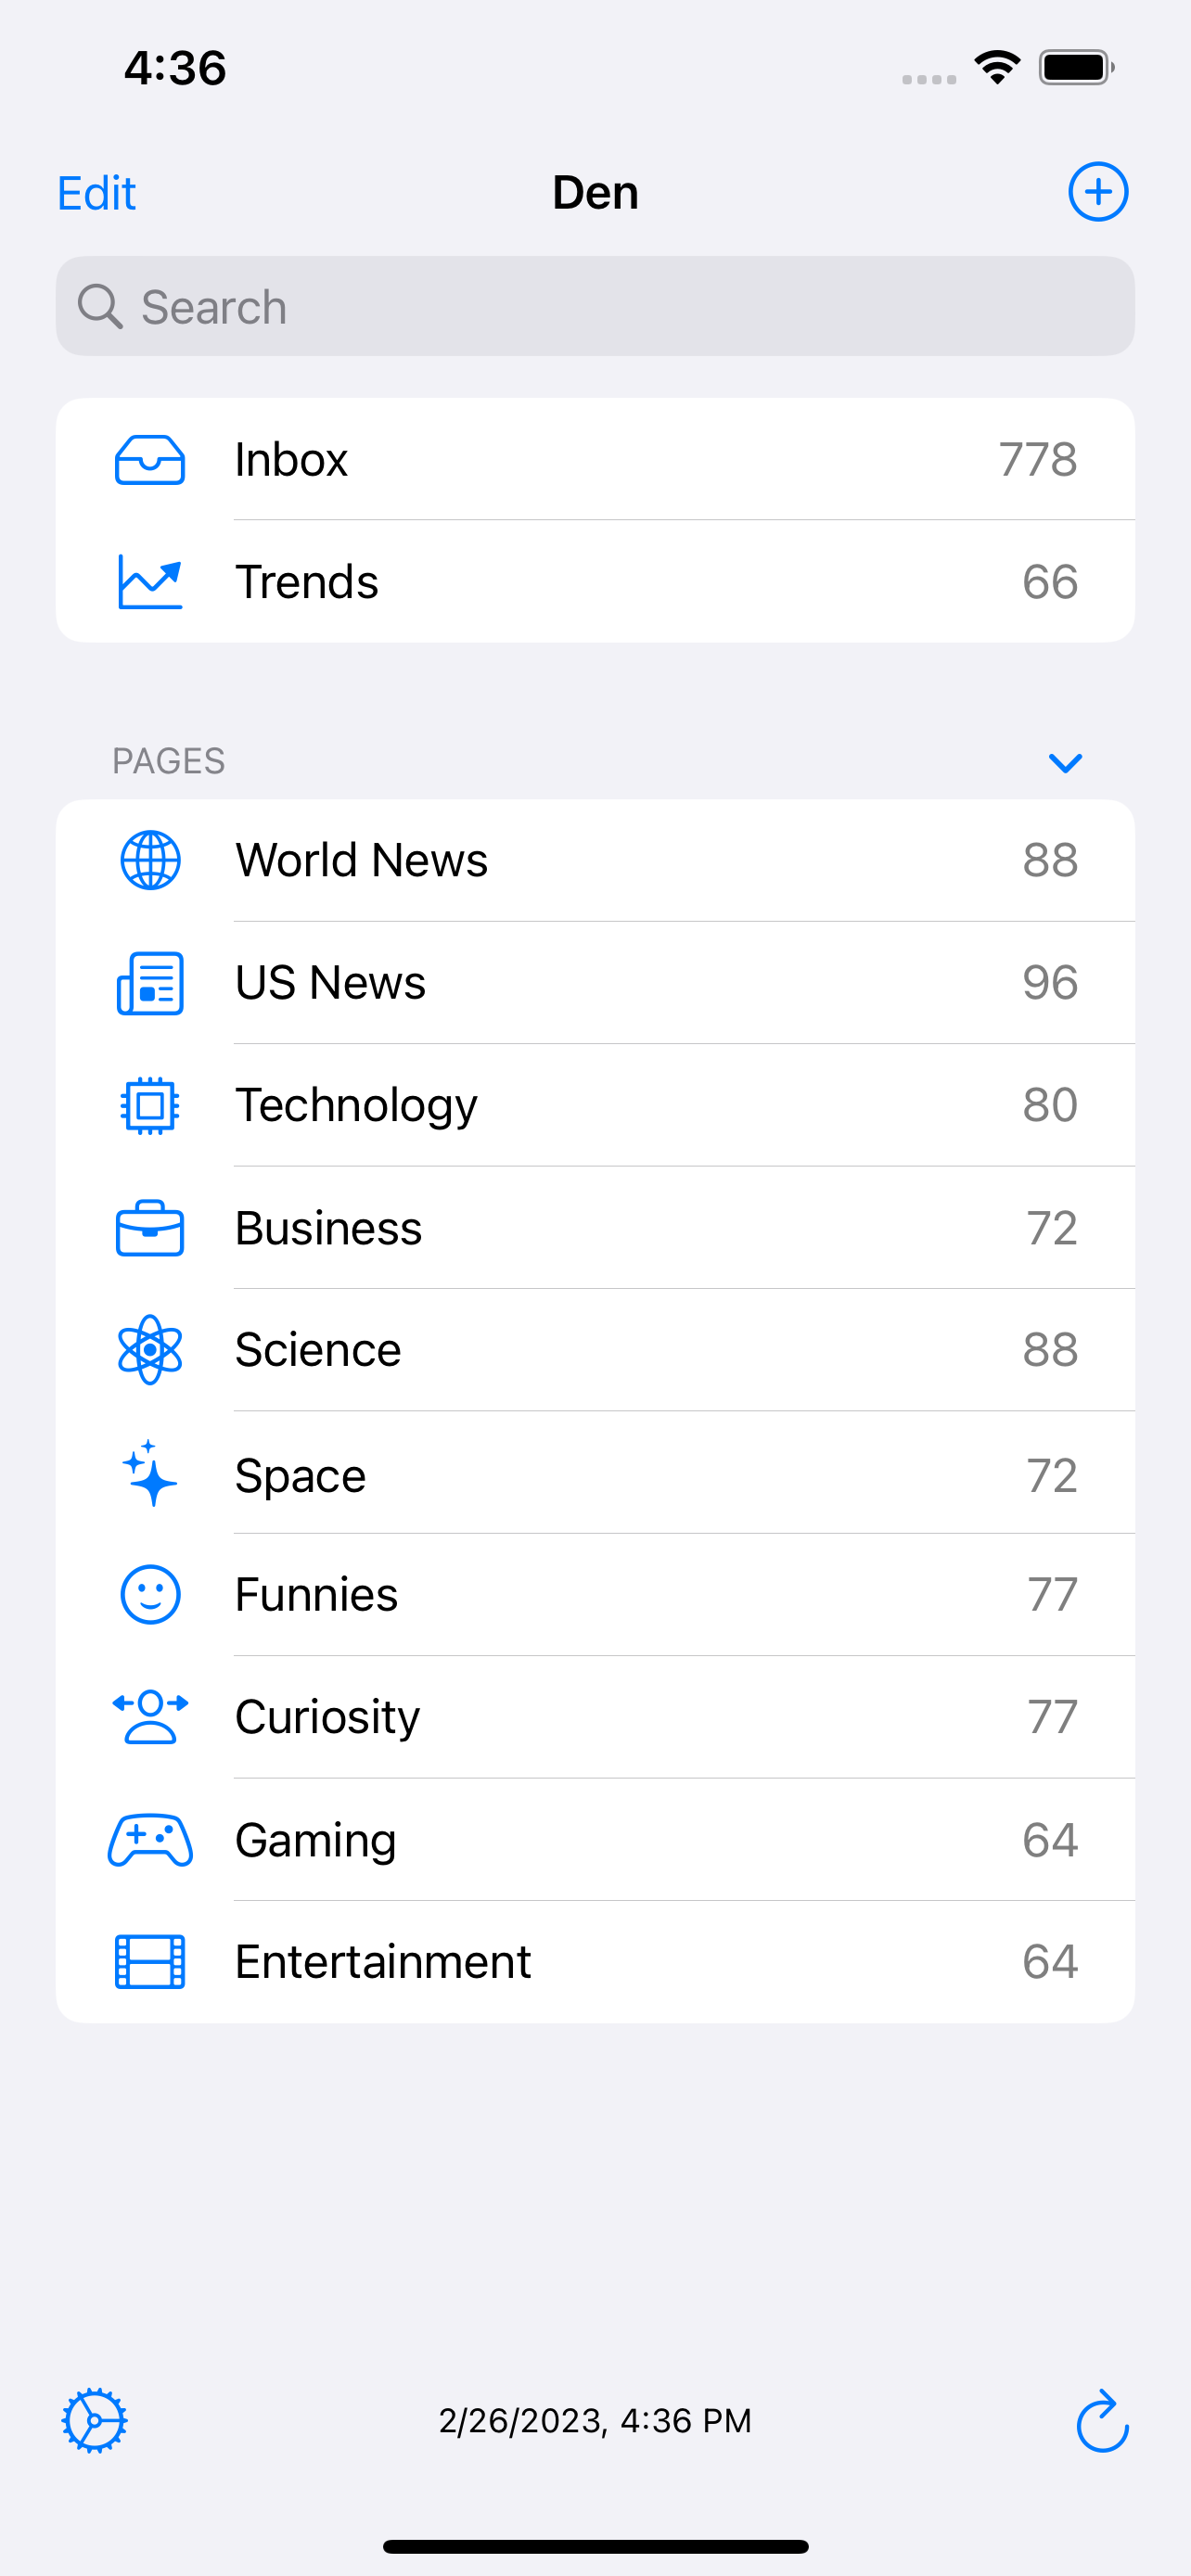 4:36
Edit Den
Search
Inbox 778
Trends 66
PAGES
World News 88
US News 96
Technology 80
Business 72
Science 88
Space 72
Funnies 77
Curiosity 77
Gaming 64
Entertainment 64
2/26/2023, 4:36 PM